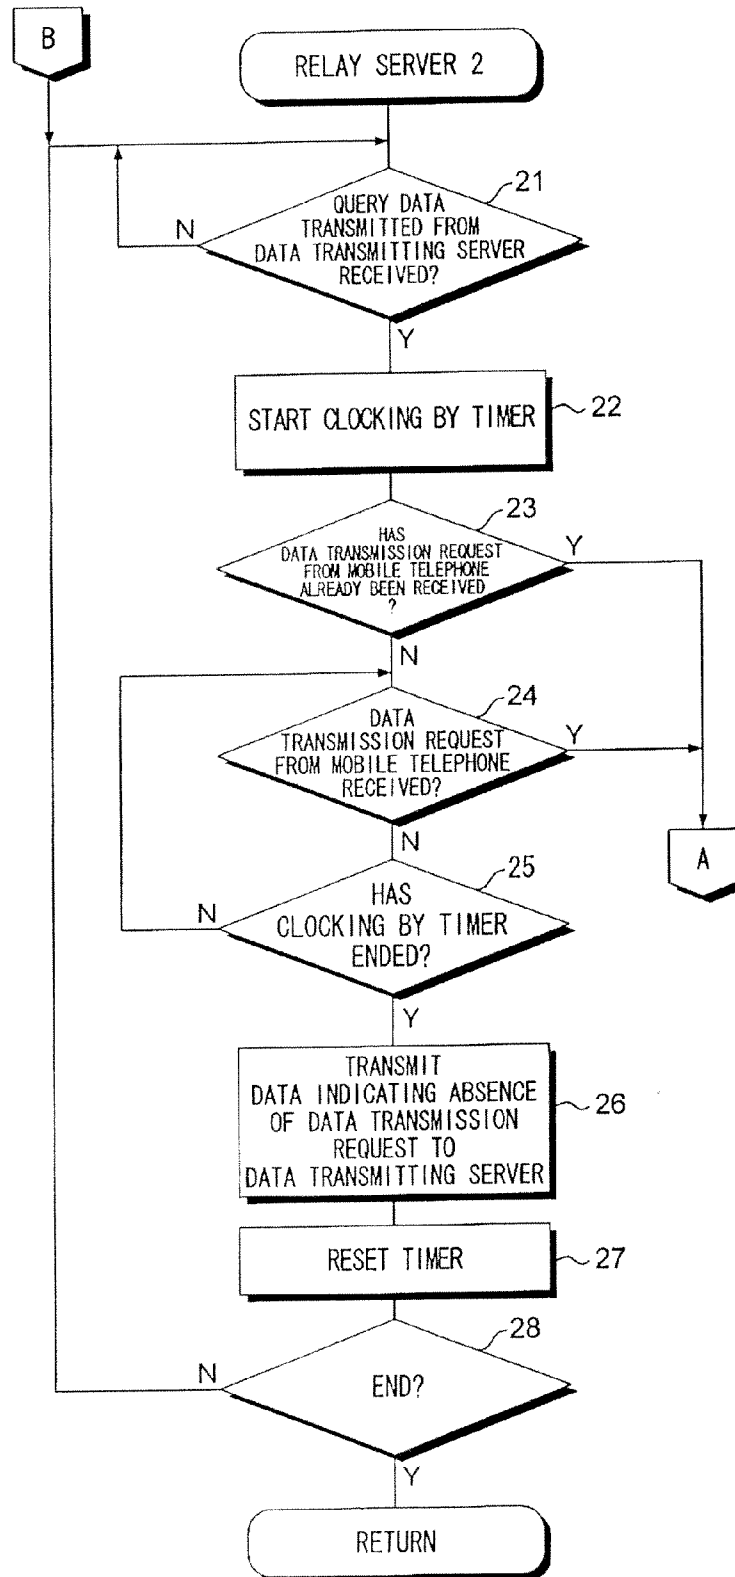 B
RELAY SERVER 2
21
QUERY DATA
TRANSMITTED FROM
DATA TRANSMITTING SERVER
RECEIVED?
N
Y
START CLOCKING BY TIMER
22
23
HAS
DATA TRANSMISSION REQUEST
FROM MOBILE TELEPHONE
ALREADY BEEN RECEIVED
?
Y
N
24
DATA
TRANSMISSION REQUEST
FROM MOBILE TELEPHONE
RECEIVED?
Y
N
A
25
HAS
CLOCKING BY TIMER
ENDED?
N
Y
TRANSMIT
DATA INDICATING ABSENCE
OF DATA TRANSMISSION
REQUEST TO
DATA TRANSMITTING SERVER
26
RESET TIMER
27
28
N
END?
Y
RETURN